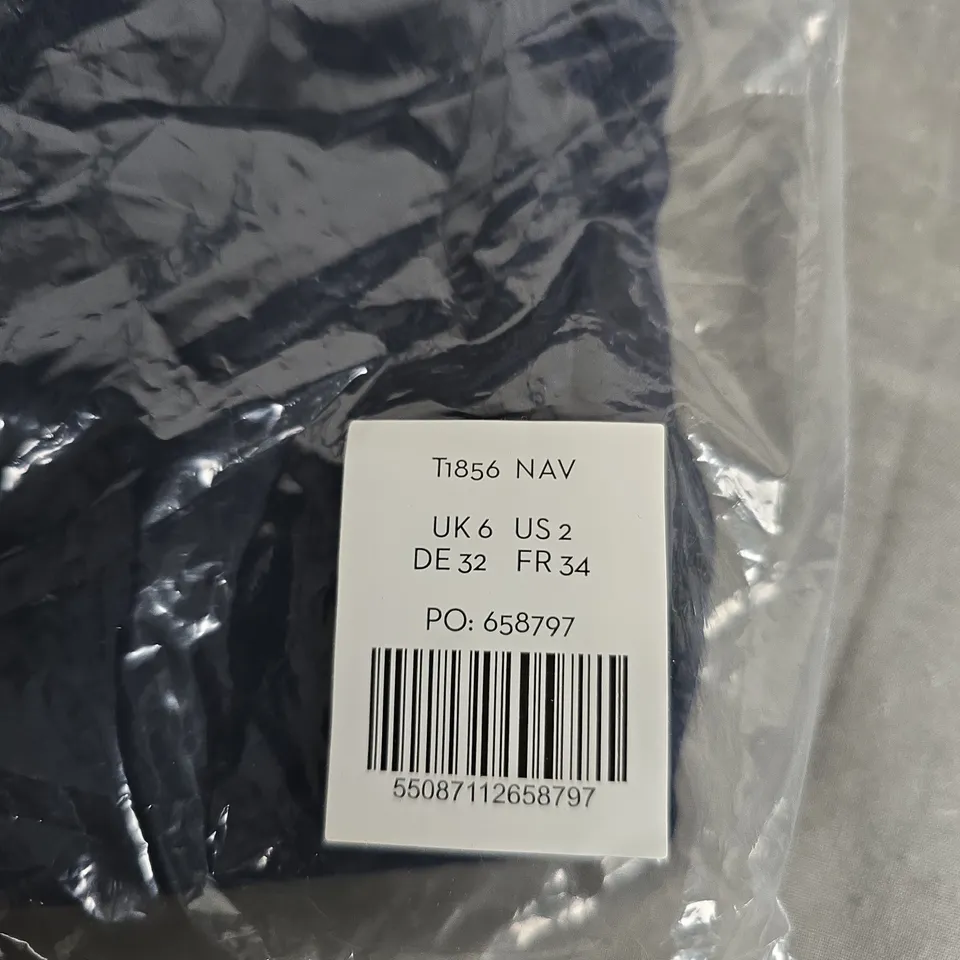 T1856 NAV
UK 6 US 2
DE 32 FR 34
PO: 658797
55087112658797